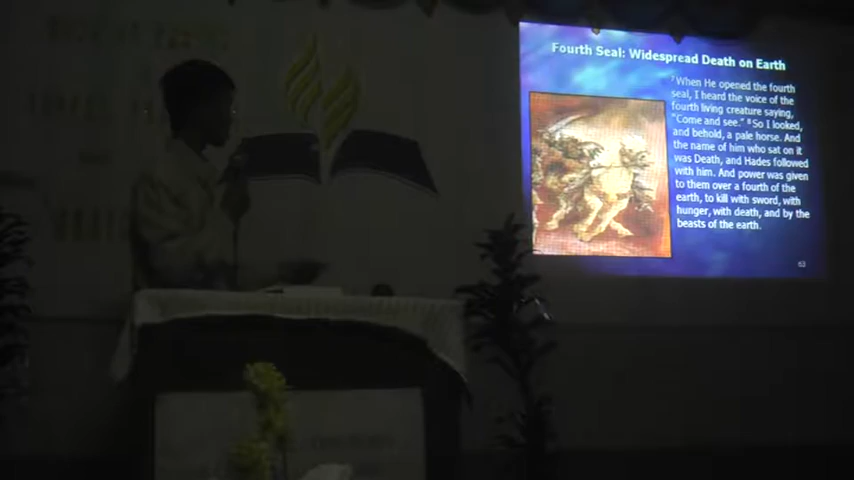 Fourth Seal: Widespread Death on Earth
7 When He opened the fourth
seal, I heard the voice of the
fourth living creature saying,
"Come and see." 8 So I looked,
and behold, a pale horse. And
the name of him who sat on it
was Death, and Hades followed
with him. And power was given
to them over a fourth of the
earth, to kill with sword, with
hunger, with death, and by the
beasts of the earth.
63